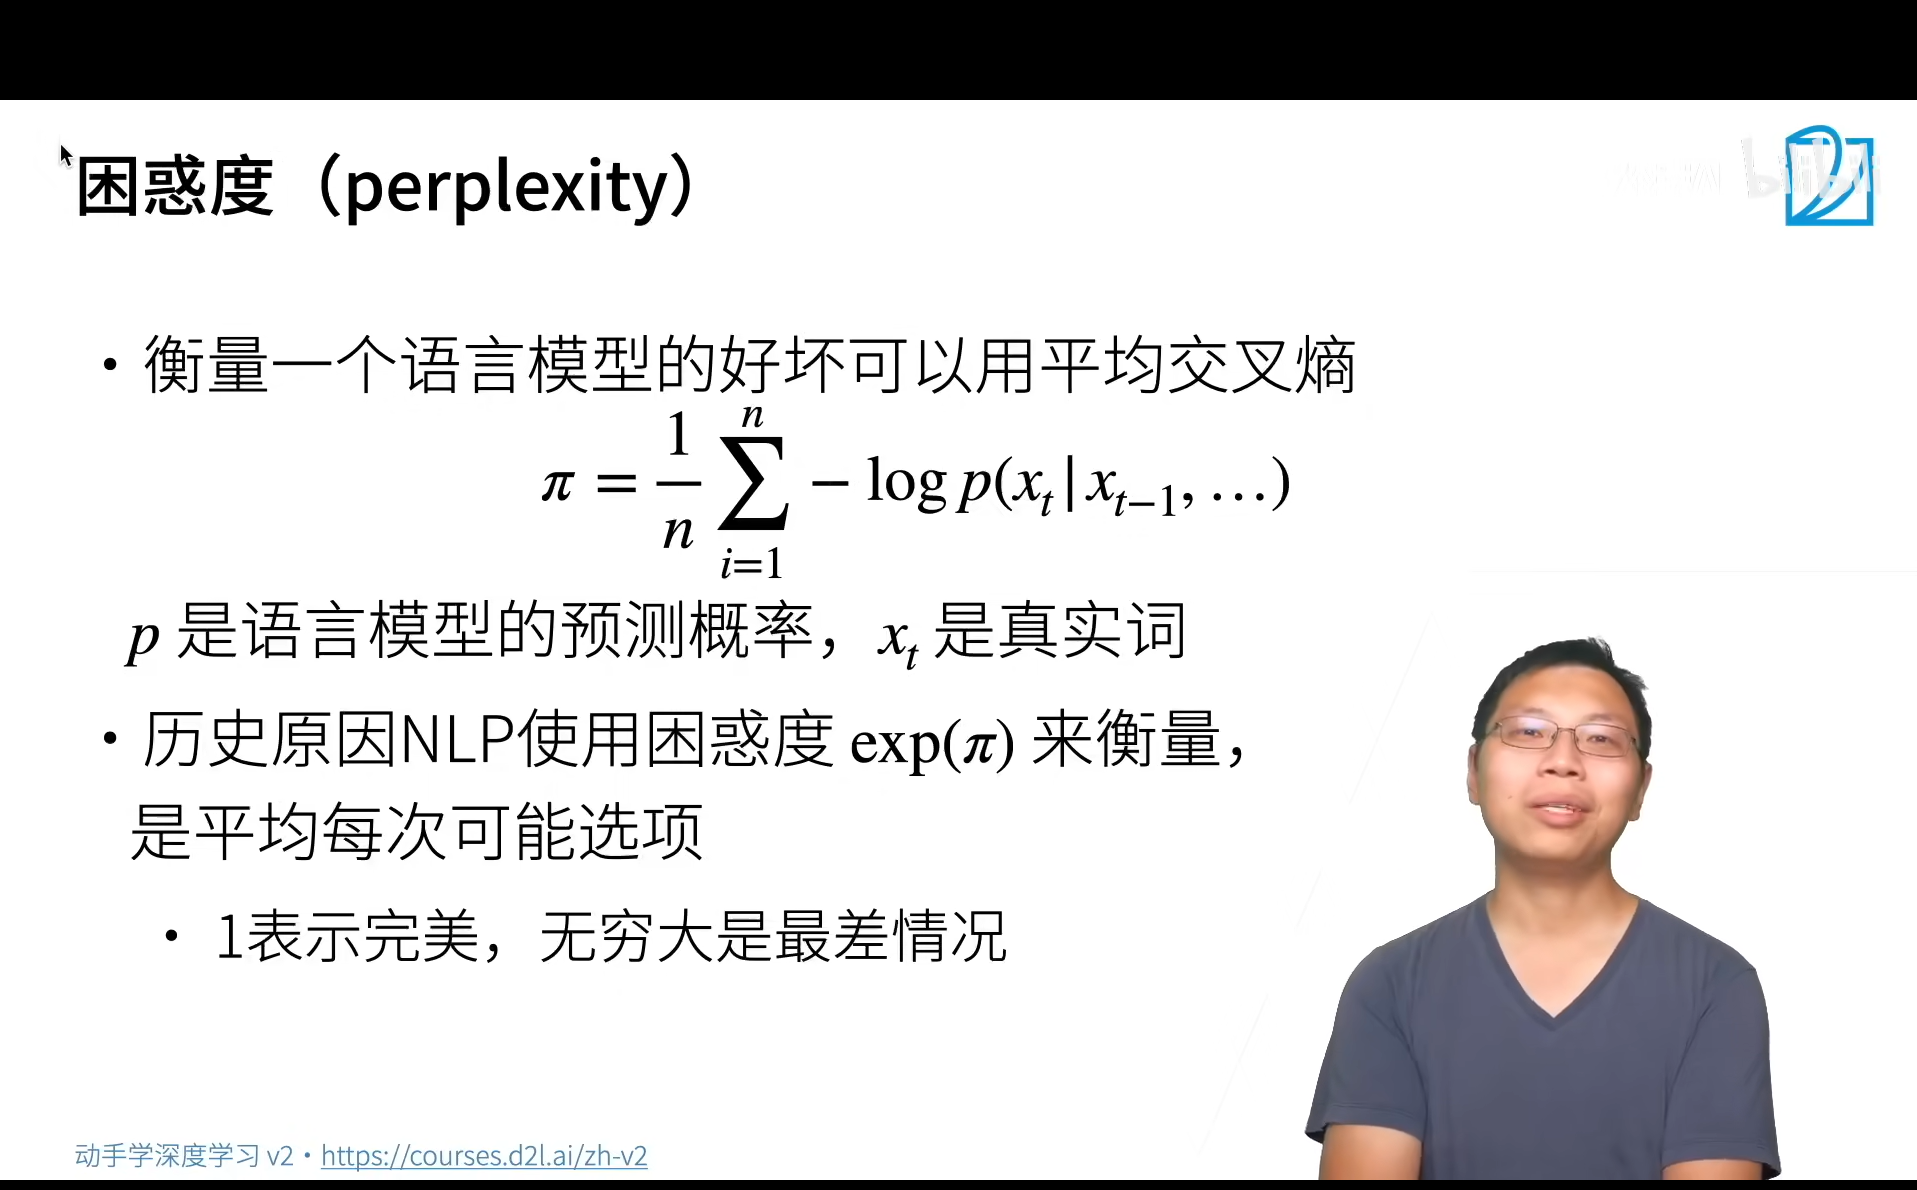 困惑度（perplexity）
bilibili
• 衡量一个语言模型的好坏可以用平均交叉熵
π = 1/n ∑_{i=1}^{n} − log p(x_t | x_{t−1}, …)
p 是语言模型的预测概率，x_t 是真实词
• 历史原因NLP使用困惑度 exp(π) 来衡量，
是平均每次可能选项
• 1表示完美，无穷大是最差情况
动手学深度学习 v2 • https://courses.d2l.ai/zh-v2